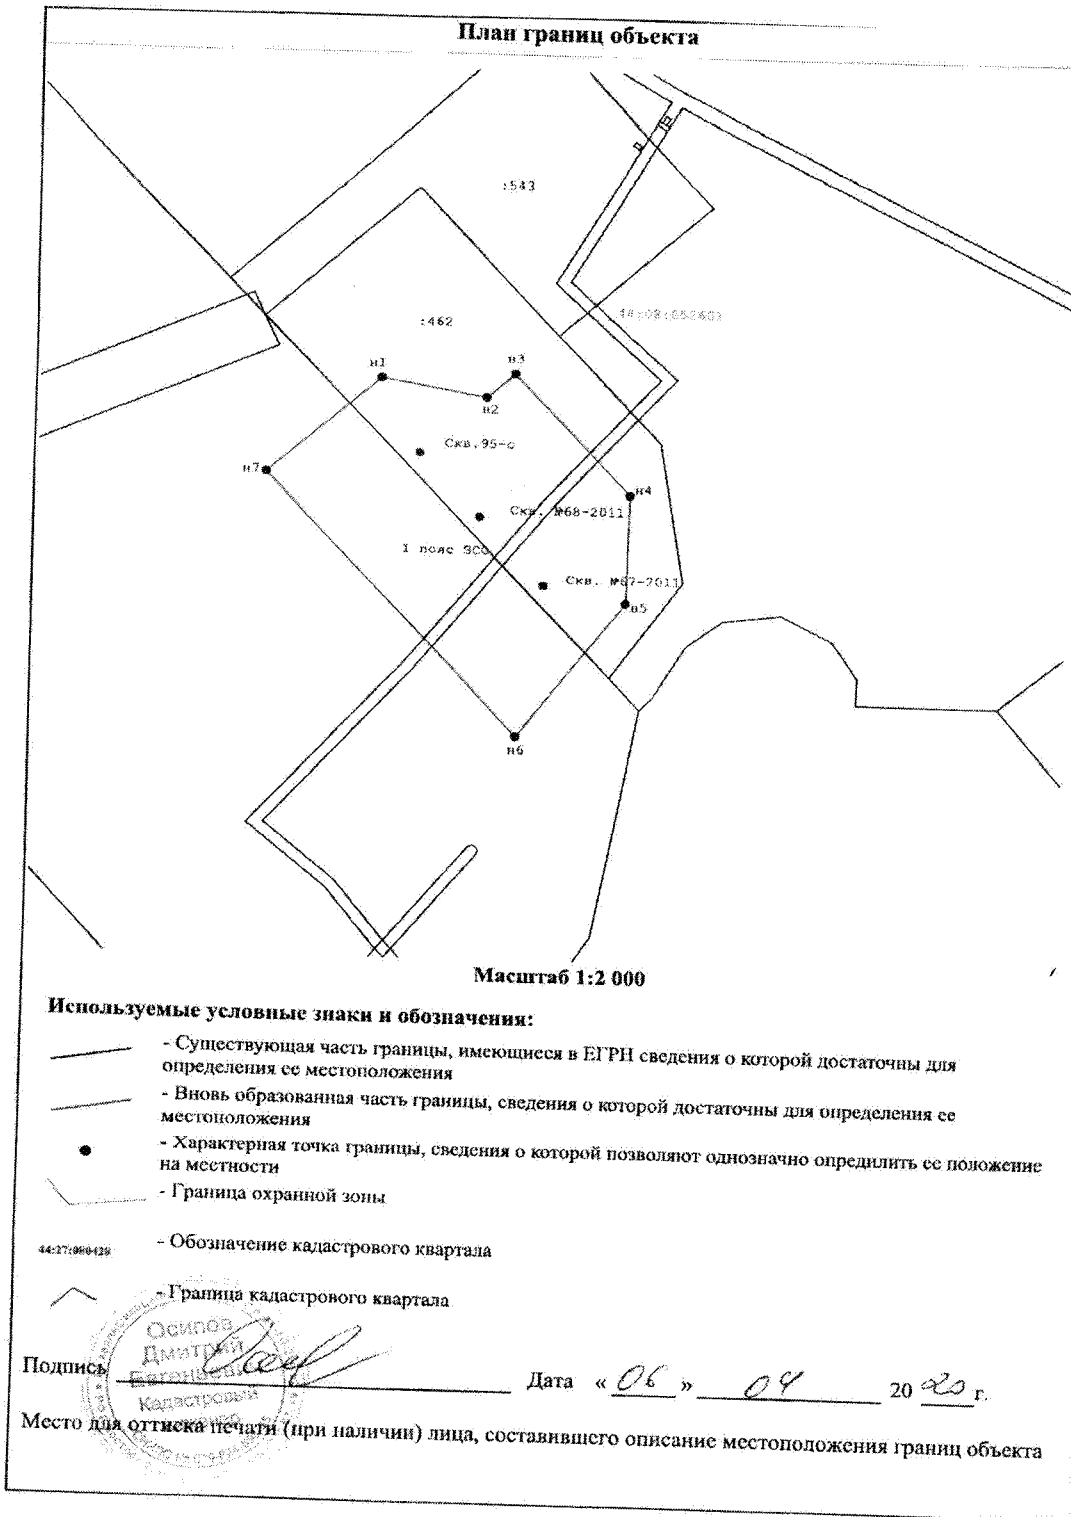 План границ объекта
:543
:462
44:08:052603
н1
н3
н2
Скв.95-о
н7
н4
Скв. №68-2011
1 пояс ЗСО
Скв. №67-2011
н5
н6
Масштаб 1:2 000
Используемые условные знаки и обозначения:
- Существующая часть границы, имеющиеся в ЕГРН сведения о которой достаточны для
определения ее местоположения
- Вновь образованная часть границы, сведения о которой достаточны для определения ее
местоположения
- Характерная точка границы, сведения о которой позволяют однозначно опредилить ее положение
на местности
- Граница охранной зоны
- Обозначение кадастрового квартала
- Граница кадастрового квартала
Осипов
Дмитрий
Евгеньевич
Кадастровый
Подпись Дата « 06 » 04 20 20 г.
Место для оттиска печати (при наличии) лица, составившего описание местоположения границ объекта